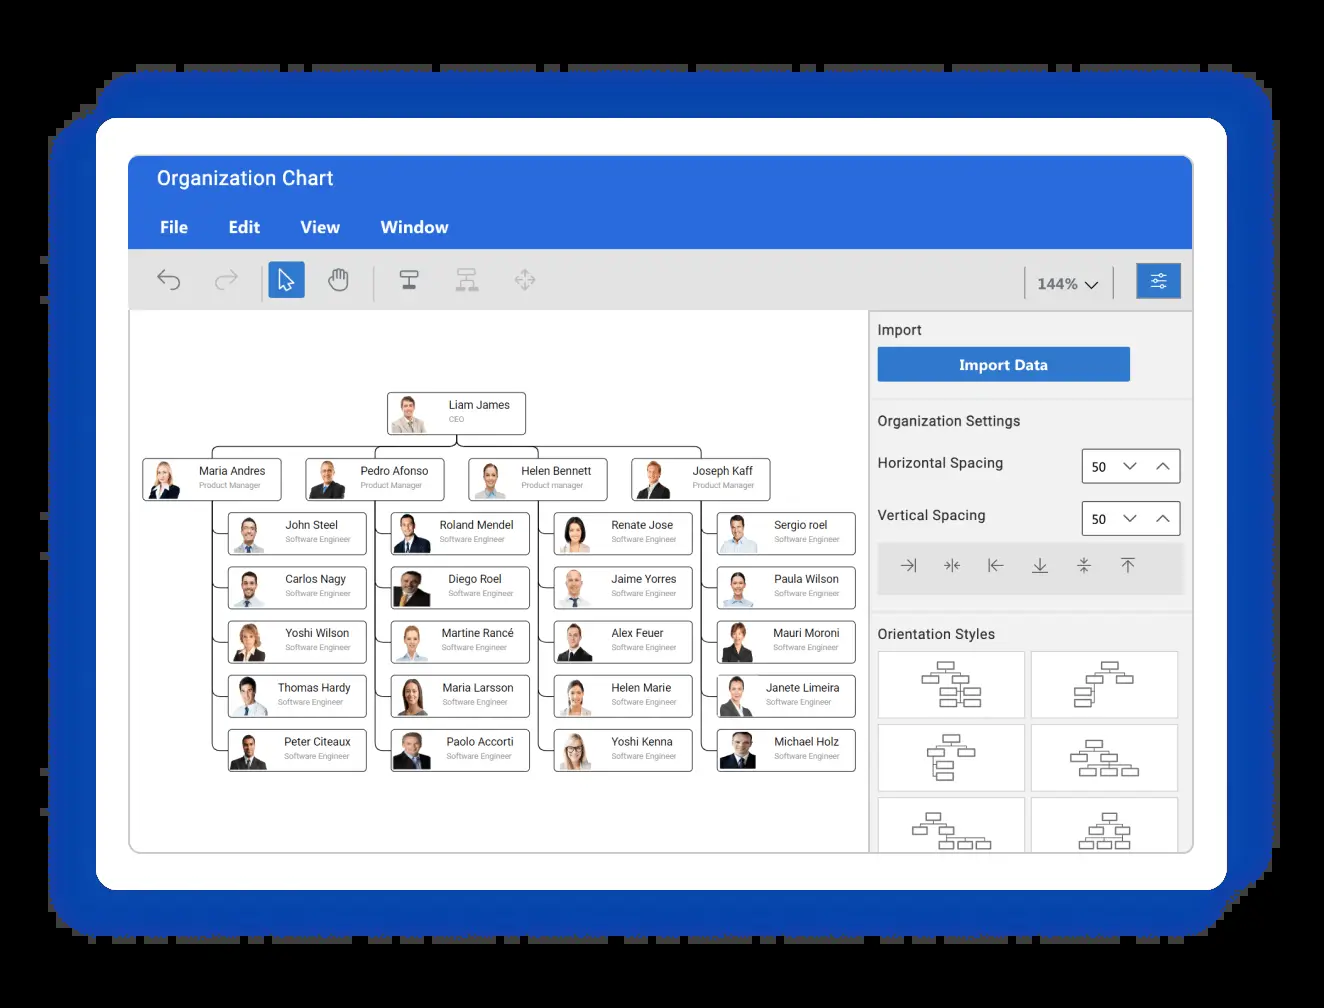 Organization Chart
File Edit View Window
144%
Import
Import Data
Organization Settings
Horizontal Spacing 50
Vertical Spacing 50
Orientation Styles
Liam James
CEO
Maria Andres
Product Manager
Pedro Afonso
Product Manager
Helen Bennett
Product manager
Joseph Kaff
Product Manager
John Steel
Software Engineer
Roland Mendel
Software Engineer
Renate Jose
Software Engineer
Sergio roel
Software Engineer
Carlos Nagy
Software Engineer
Diego Roel
Software Engineer
Jaime Yorres
Software Engineer
Paula Wilson
Software Engineer
Yoshi Wilson
Software Engineer
Martine Rancé
Software Engineer
Alex Feuer
Software Engineer
Mauri Moroni
Software Engineer
Thomas Hardy
Software Engineer
Maria Larsson
Software Engineer
Helen Marie
Software Engineer
Janete Limeira
Software Engineer
Peter Citeaux
Software Engineer
Paolo Accorti
Software Engineer
Yoshi Kenna
Software Engineer
Michael Holz
Software Engineer